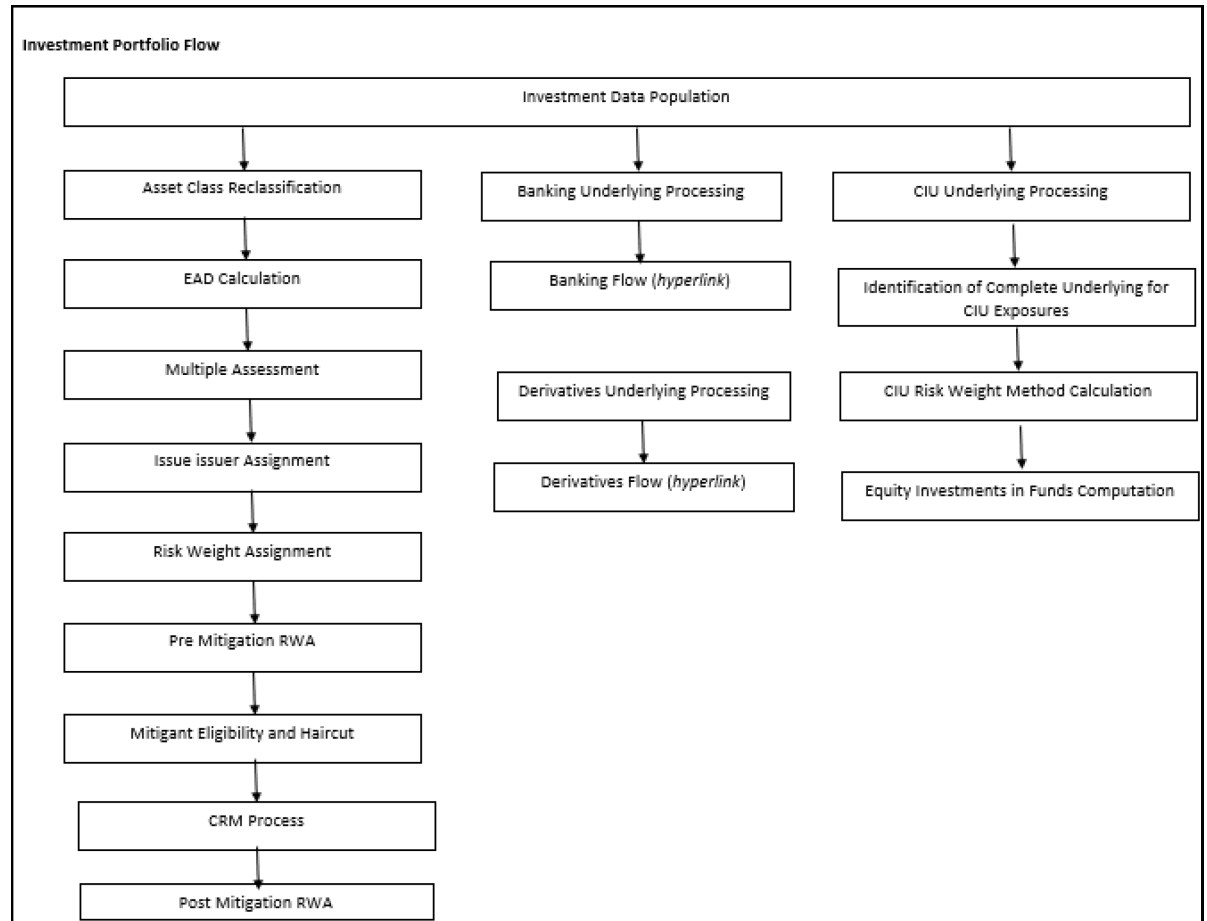 Investment Portfolio Flow
Investment Data Population
Asset Class Reclassification
EAD Calculation
Multiple Assessment
Issue issuer Assignment
Risk Weight Assignment
Pre Mitigation RWA
Mitigant Eligibility and Haircut
CRM Process
Post Mitigation RWA
Banking Underlying Processing
Banking Flow (hyperlink)
Derivatives Underlying Processing
Derivatives Flow (hyperlink)
CIU Underlying Processing
Identification of Complete Underlying for
CIU Exposures
CIU Risk Weight Method Calculation
Equity Investments in Funds Computation